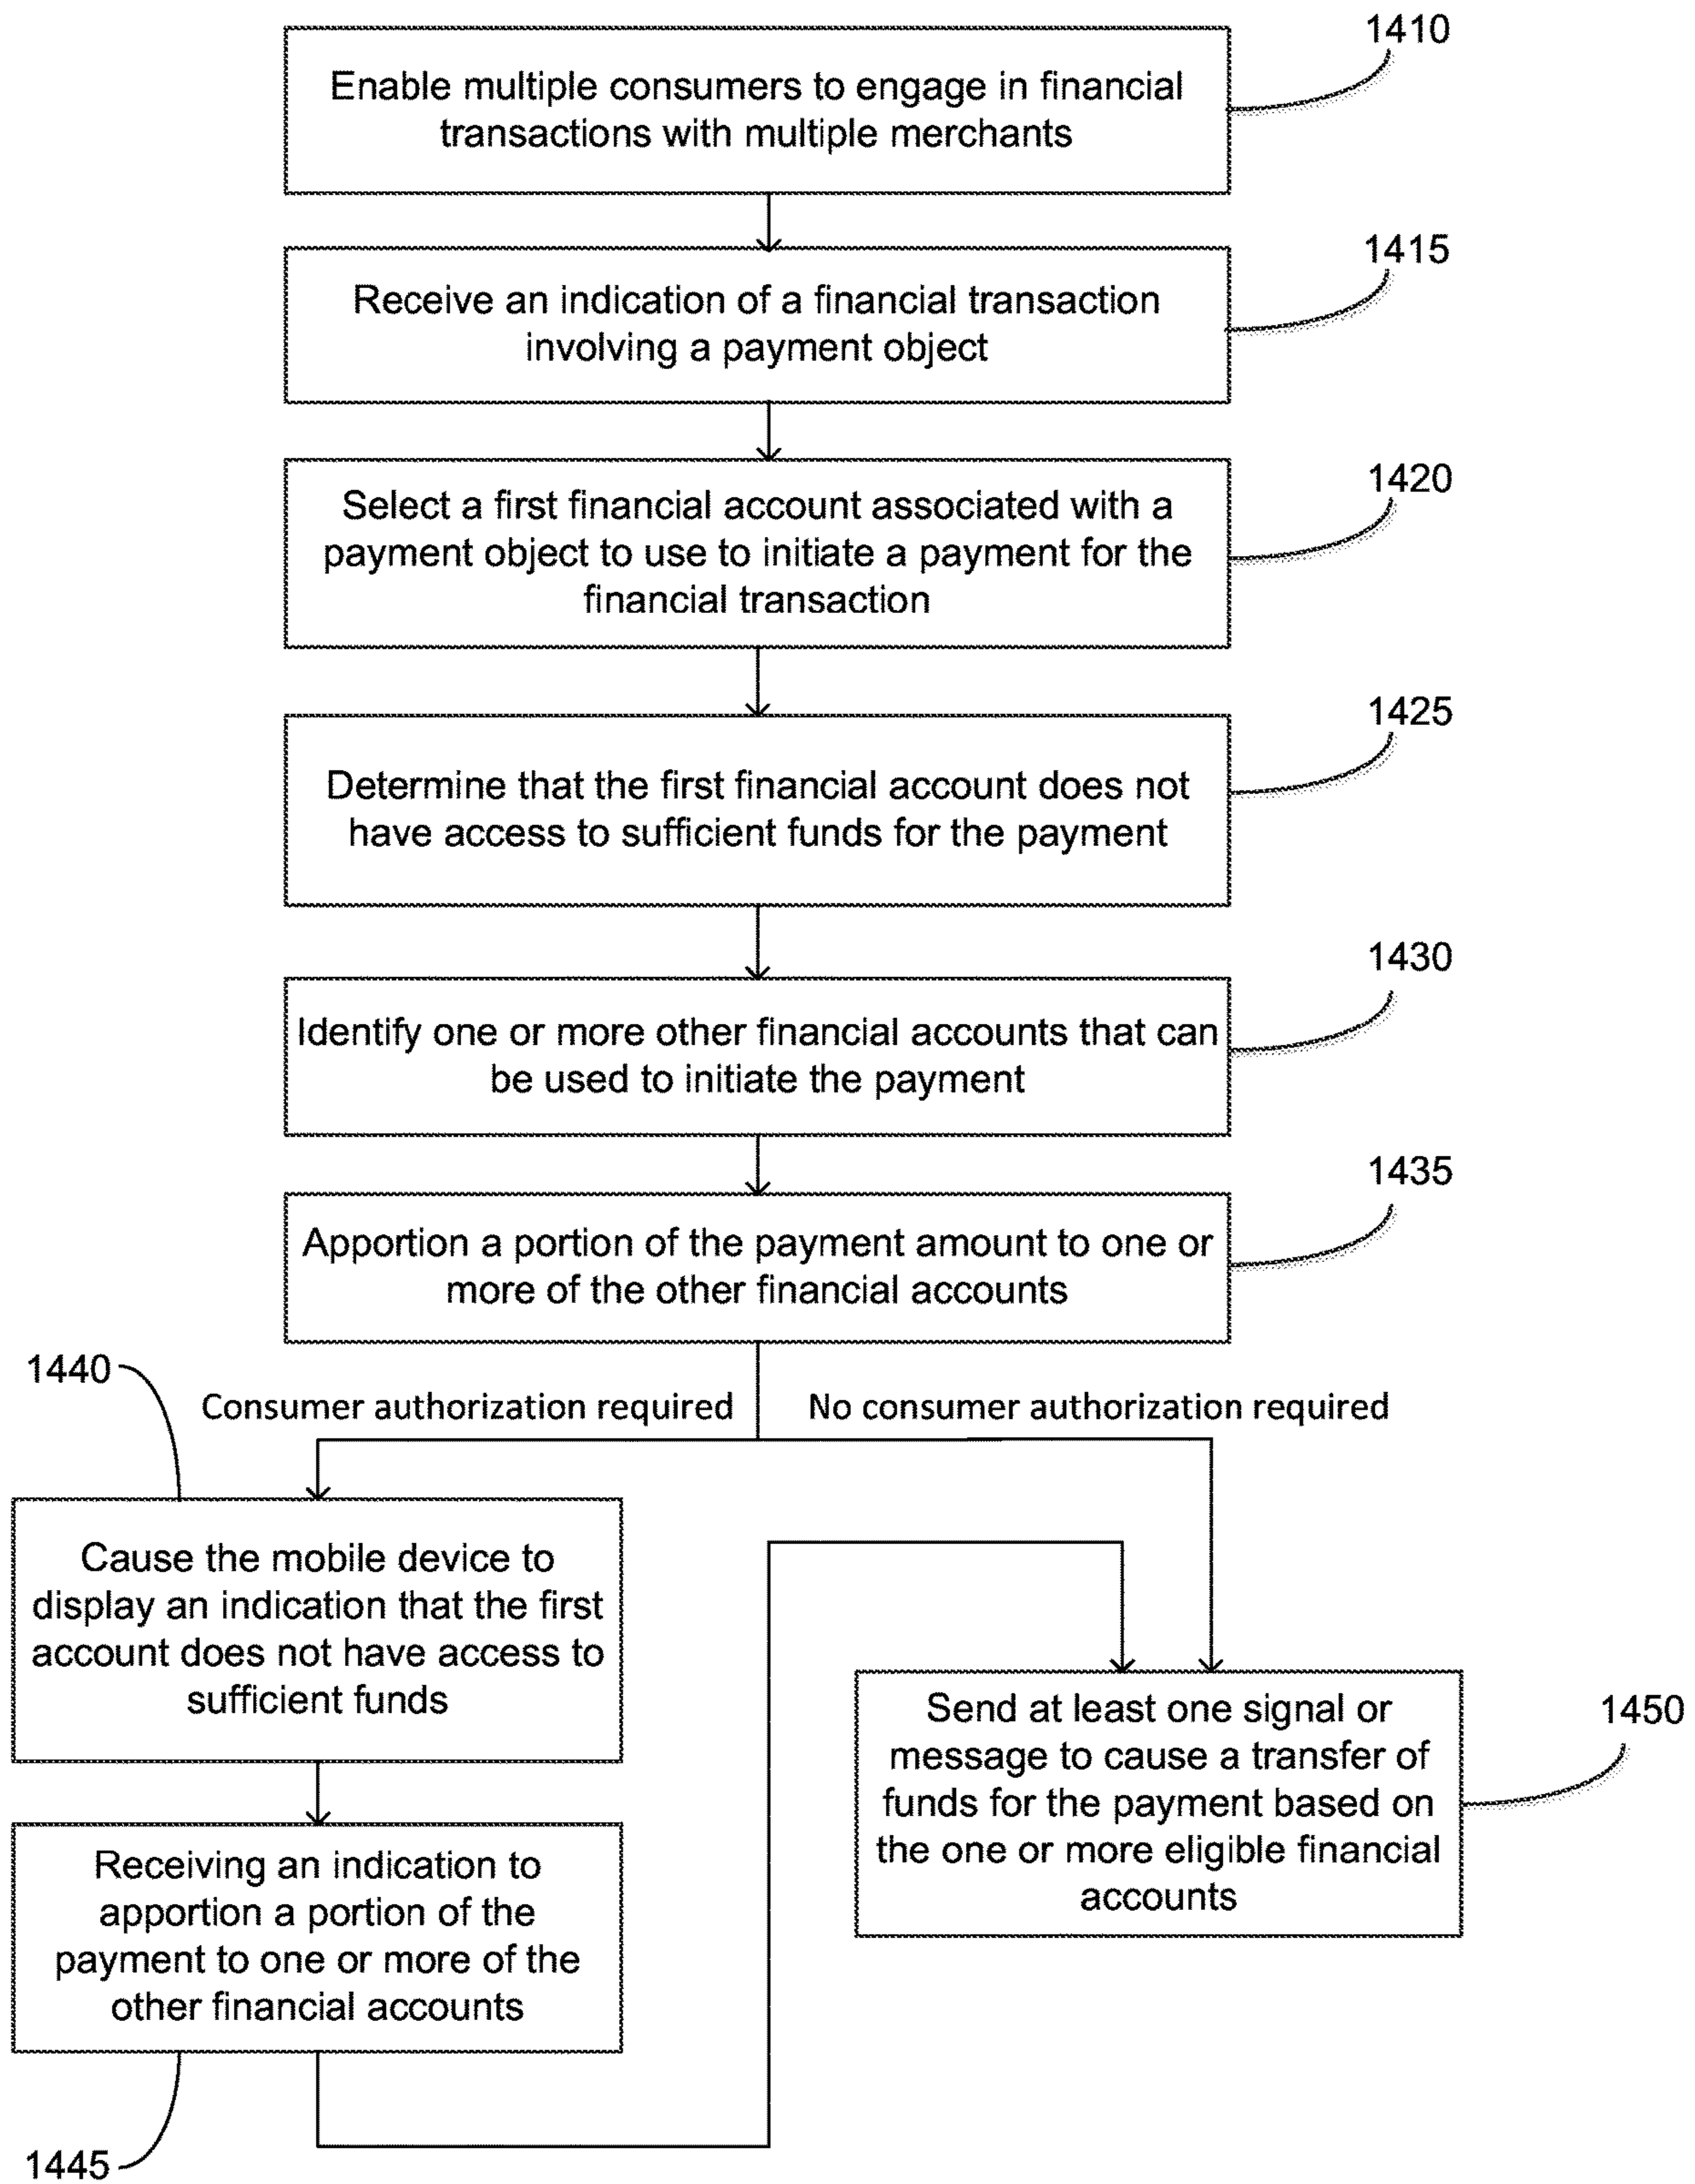 1410
Enable multiple consumers to engage in financial
transactions with multiple merchants
1415
Receive an indication of a financial transaction
involving a payment object
1420
Select a first financial account associated with a
payment object to use to initiate a payment for the
financial transaction
1425
Determine that the first financial account does not
have access to sufficient funds for the payment
1430
Identify one or more other financial accounts that can
be used to initiate the payment
1435
Apportion a portion of the payment amount to one or
more of the other financial accounts
1440
Consumer authorization required
No consumer authorization required
Cause the mobile device to
display an indication that the first
account does not have access to
sufficient funds
Receiving an indication to
apportion a portion of the
payment to one or more of the
other financial accounts
1445
Send at least one signal or
message to cause a transfer of
funds for the payment based on
the one or more eligible financial
accounts
1450